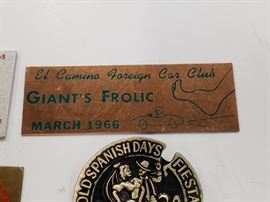 El Camino Foreign Car Club
GIANT'S FROLIC
MARCH 1966
OLD SPANISH DAYS FIESTA